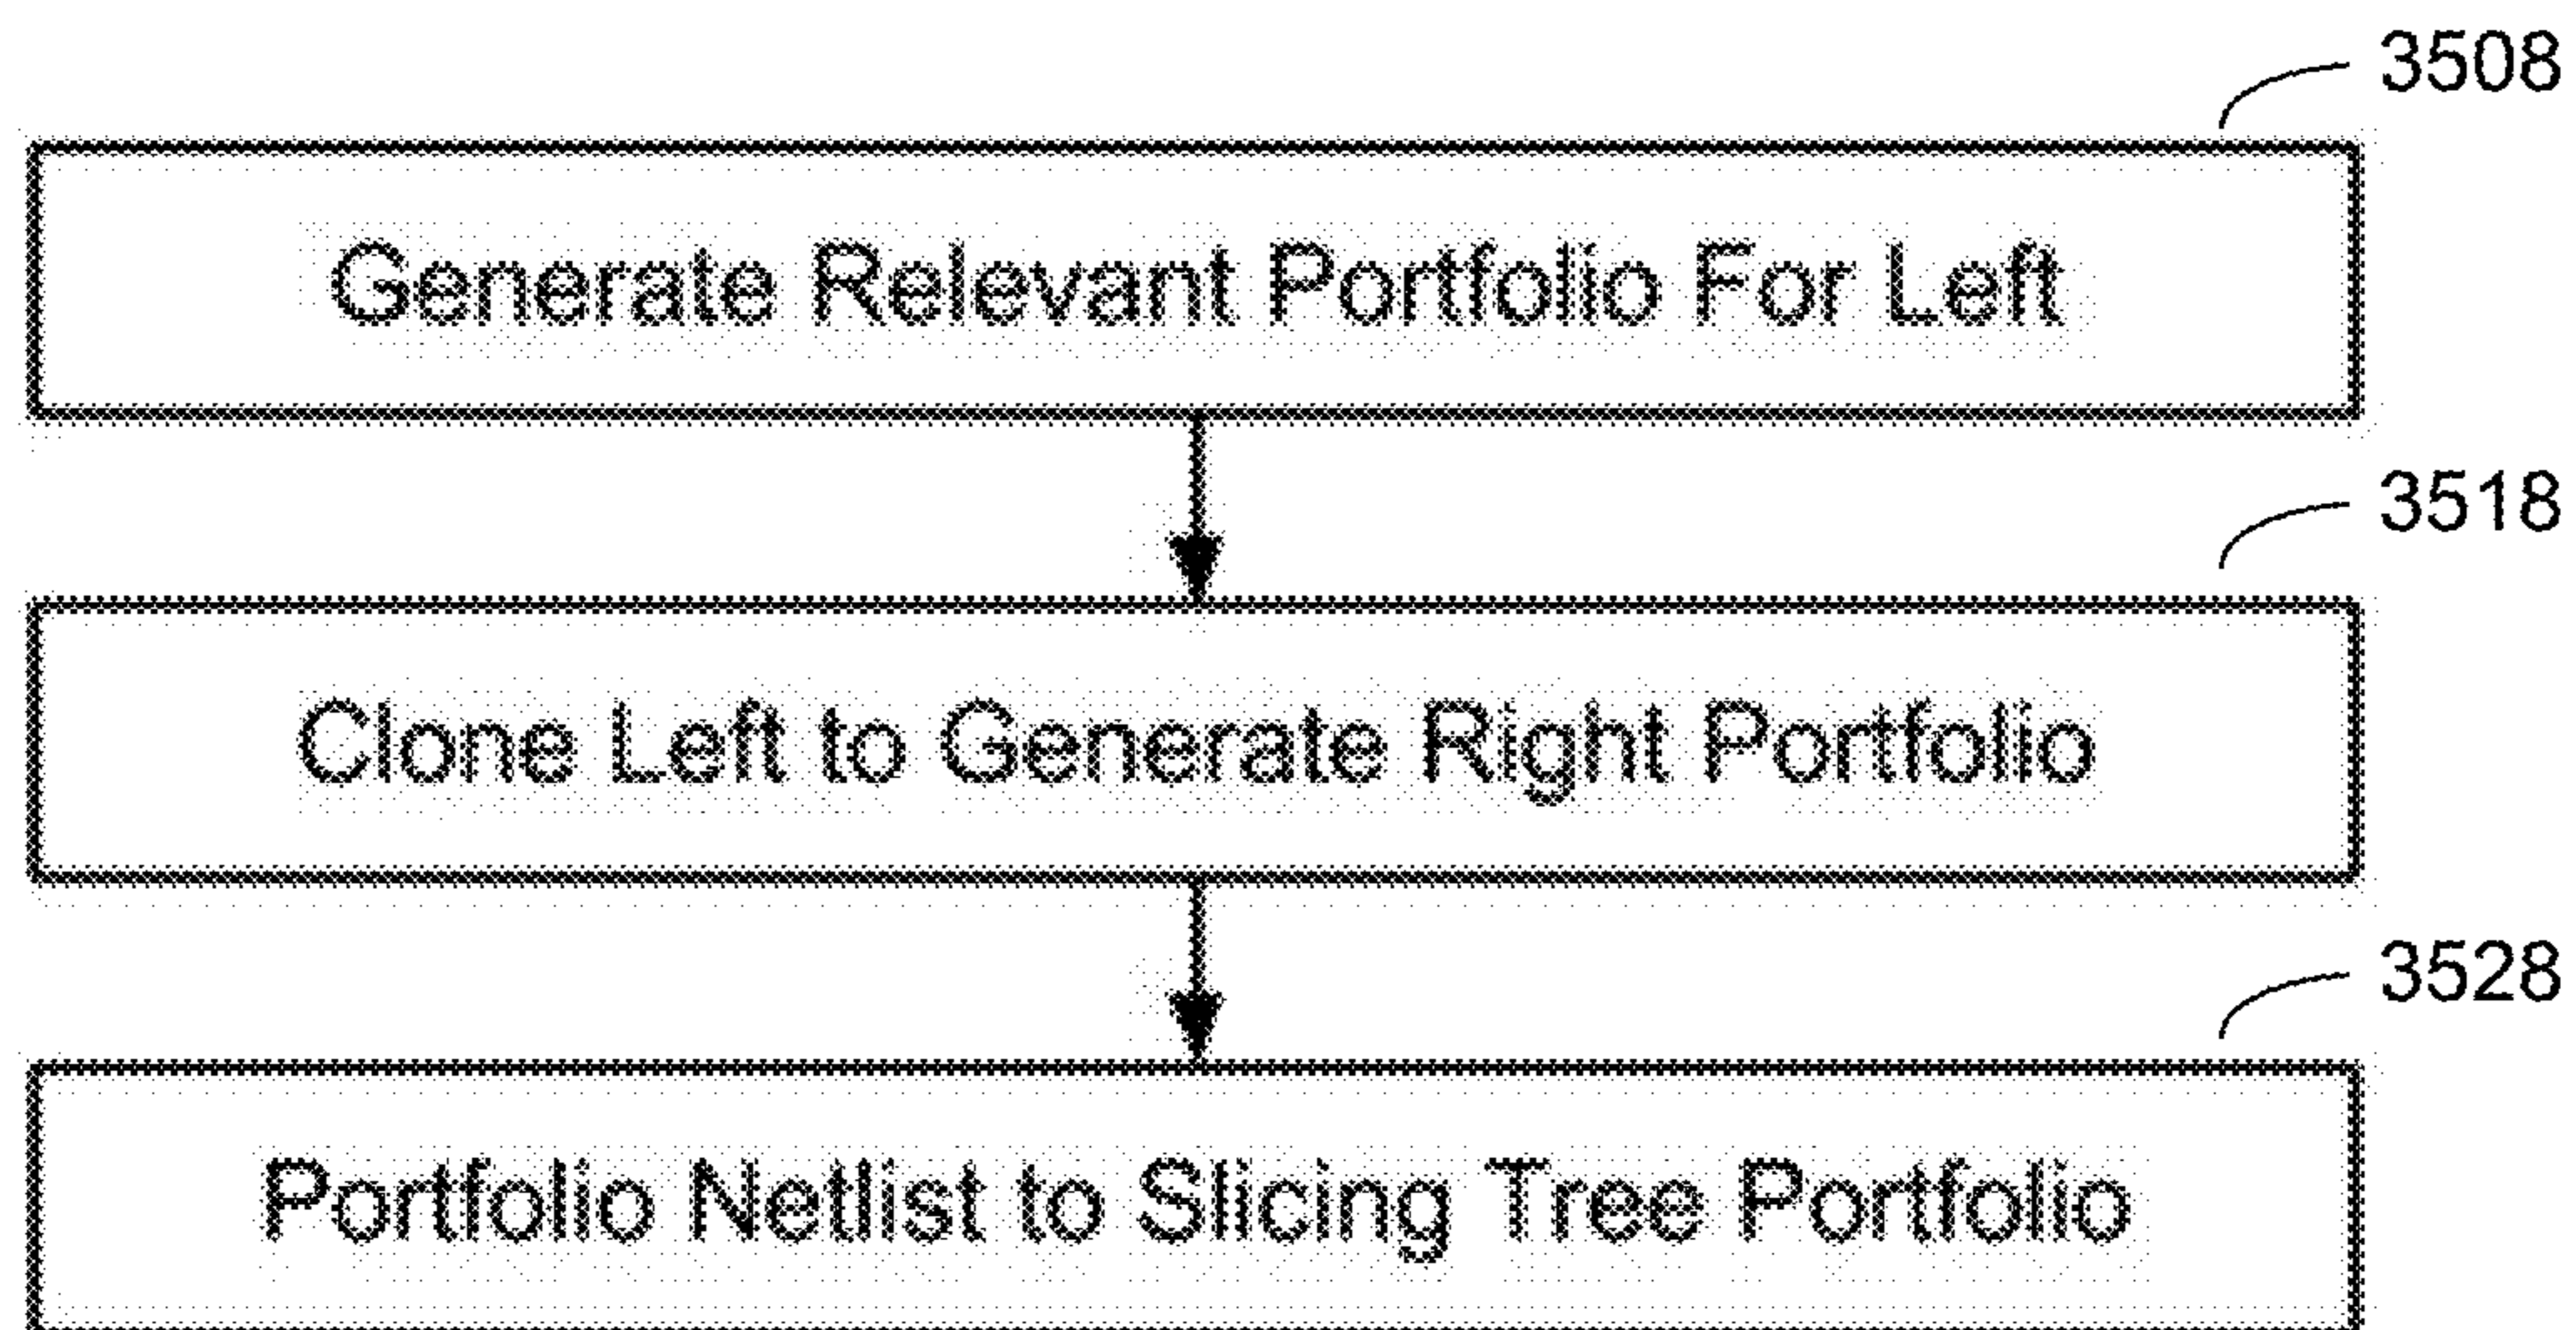 3508
Generate Relevant Portfolio For Left
3518
Clone Left to Generate Right Portfolio
3528
Portfolio Netlist to Slicing Tree Portfolio